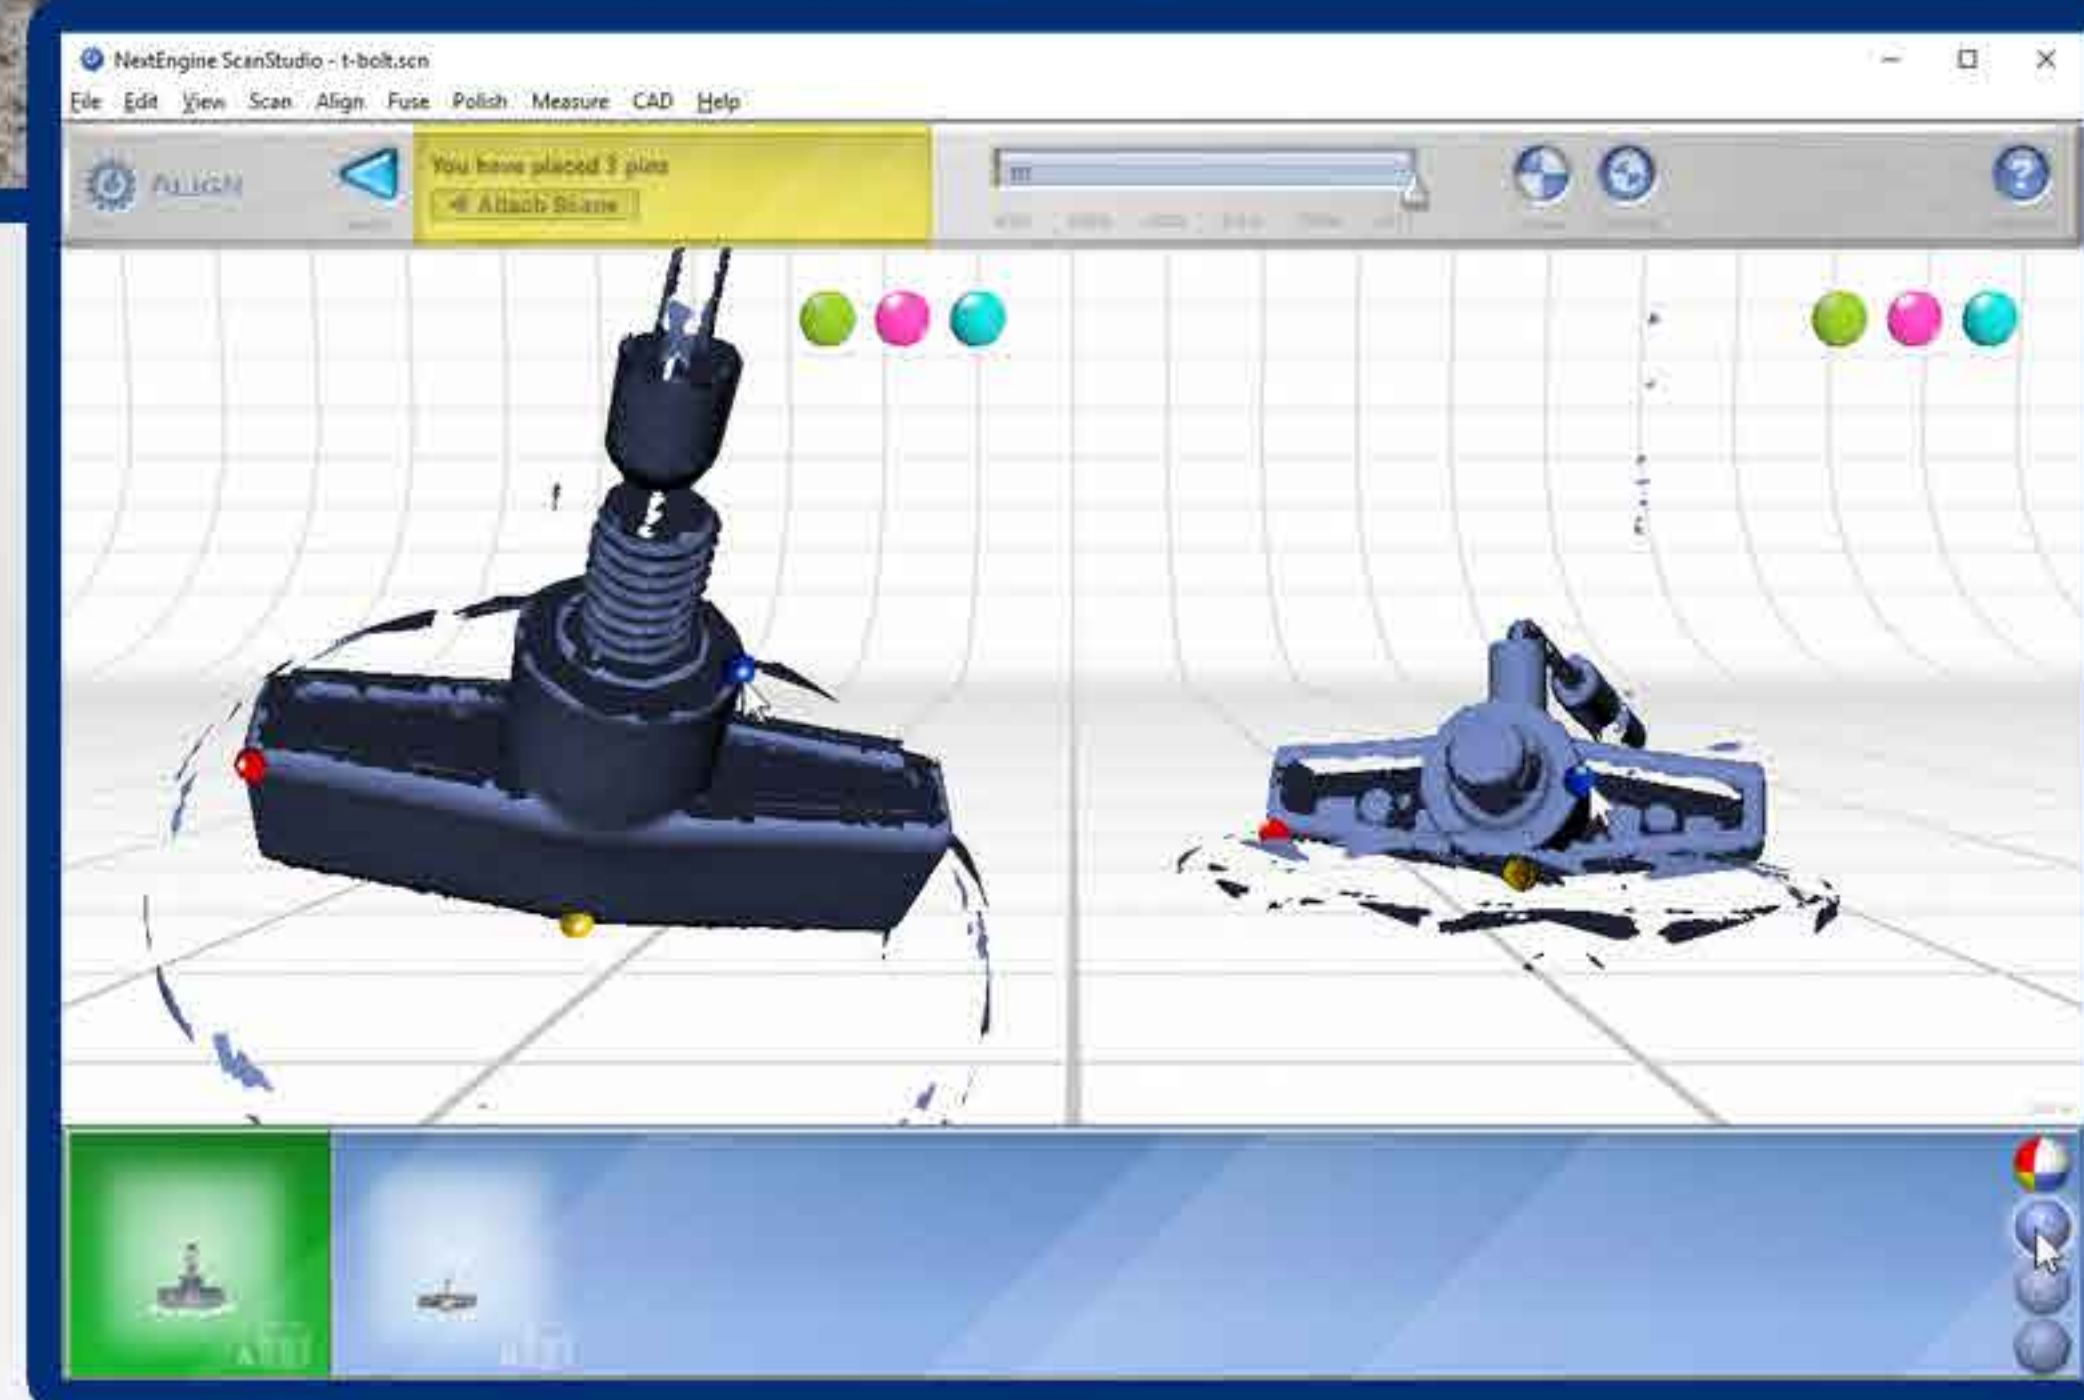 NextEngine ScanStudio - t-bolt.scn
File Edit View Scan Align Fuse Polish Measure CAD Help
ALIGN
You have placed 3 pins
Attach Scans
?